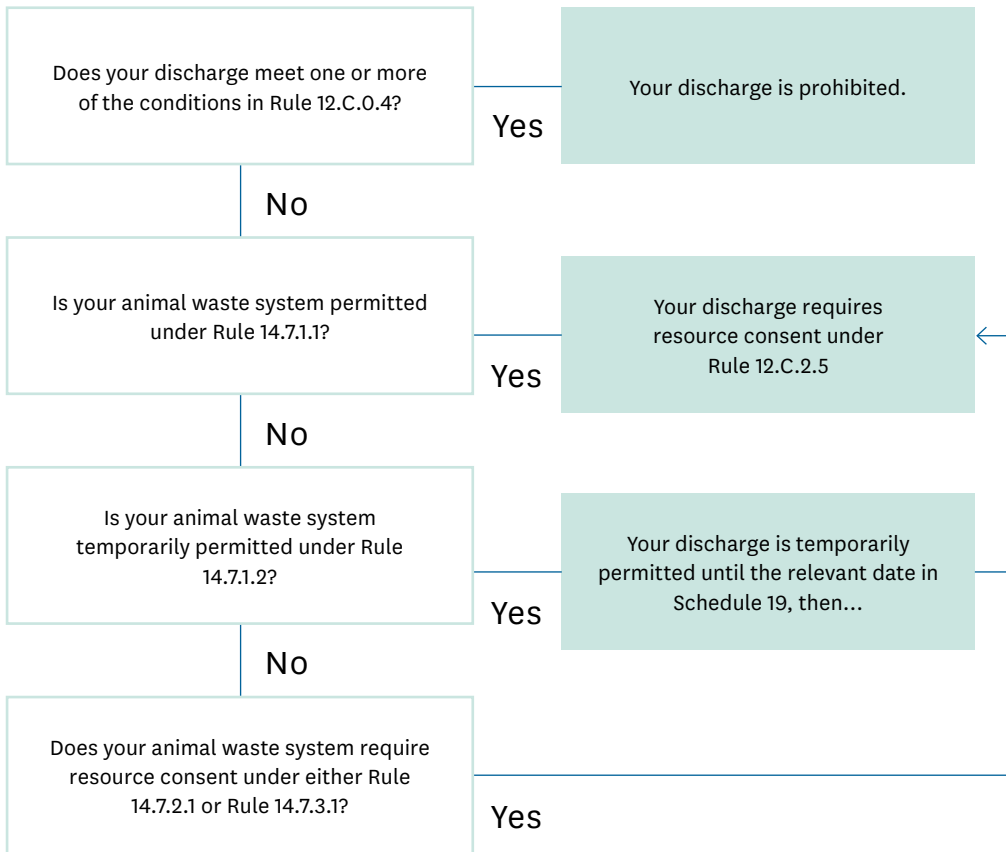 Does your discharge meet one or more
of the conditions in Rule 12.C.0.4?
Yes
Your discharge is prohibited.
No
Is your animal waste system permitted
under Rule 14.7.1.1?
Yes
Your discharge requires
resource consent under
Rule 12.C.2.5
No
Is your animal waste system
temporarily permitted under Rule
14.7.1.2?
Yes
Your discharge is temporarily
permitted until the relevant date in
Schedule 19, then…
No
Does your animal waste system require
resource consent under either Rule
14.7.2.1 or Rule 14.7.3.1?
Yes